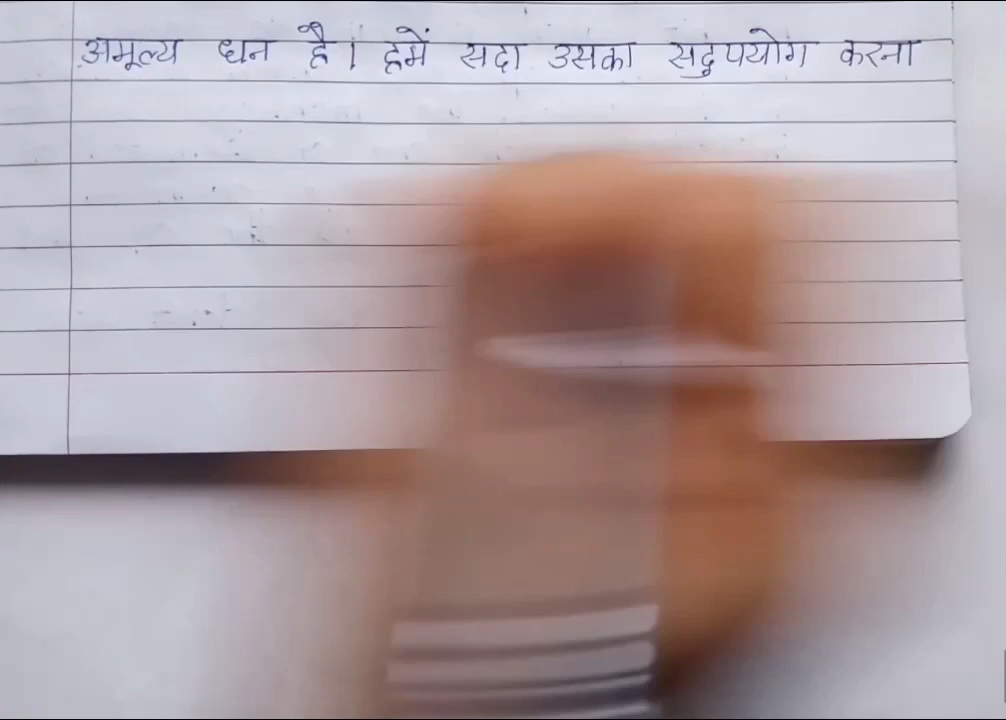 अमूल्य धन है। हमें सदा उसका सदुपयोग करना